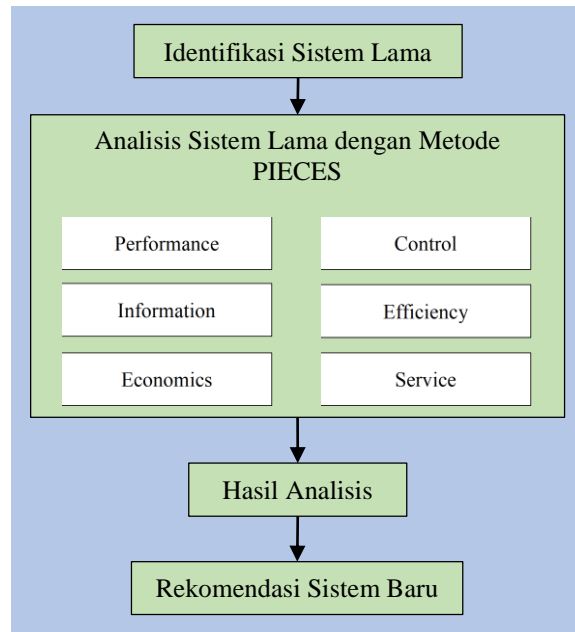 Identifikasi Sistem Lama
Analisis Sistem Lama dengan Metode
PIECES
Performance
Information
Economics
Control
Efficiency
Service
Hasil Analisis
Rekomendasi Sistem Baru